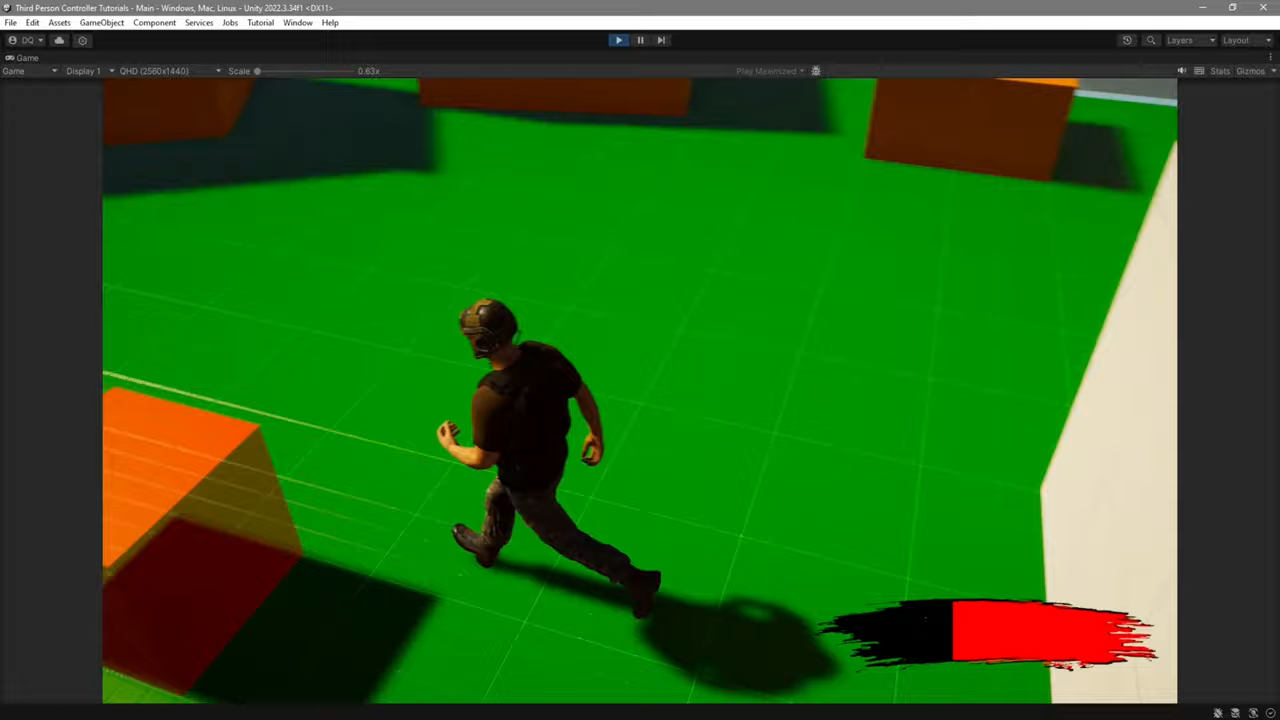 Third Person Controller Tutorials - Main - Windows, Mac, Linux - Unity 2022.3.34f1 <DX11>
File Edit Assets GameObject Component Services Jobs Tutorial Window Help
DQ Layers Layout
Game
Game Display 1 QHD (2560x1440) Scale 0.63x Play Maximized Stats Gizmos